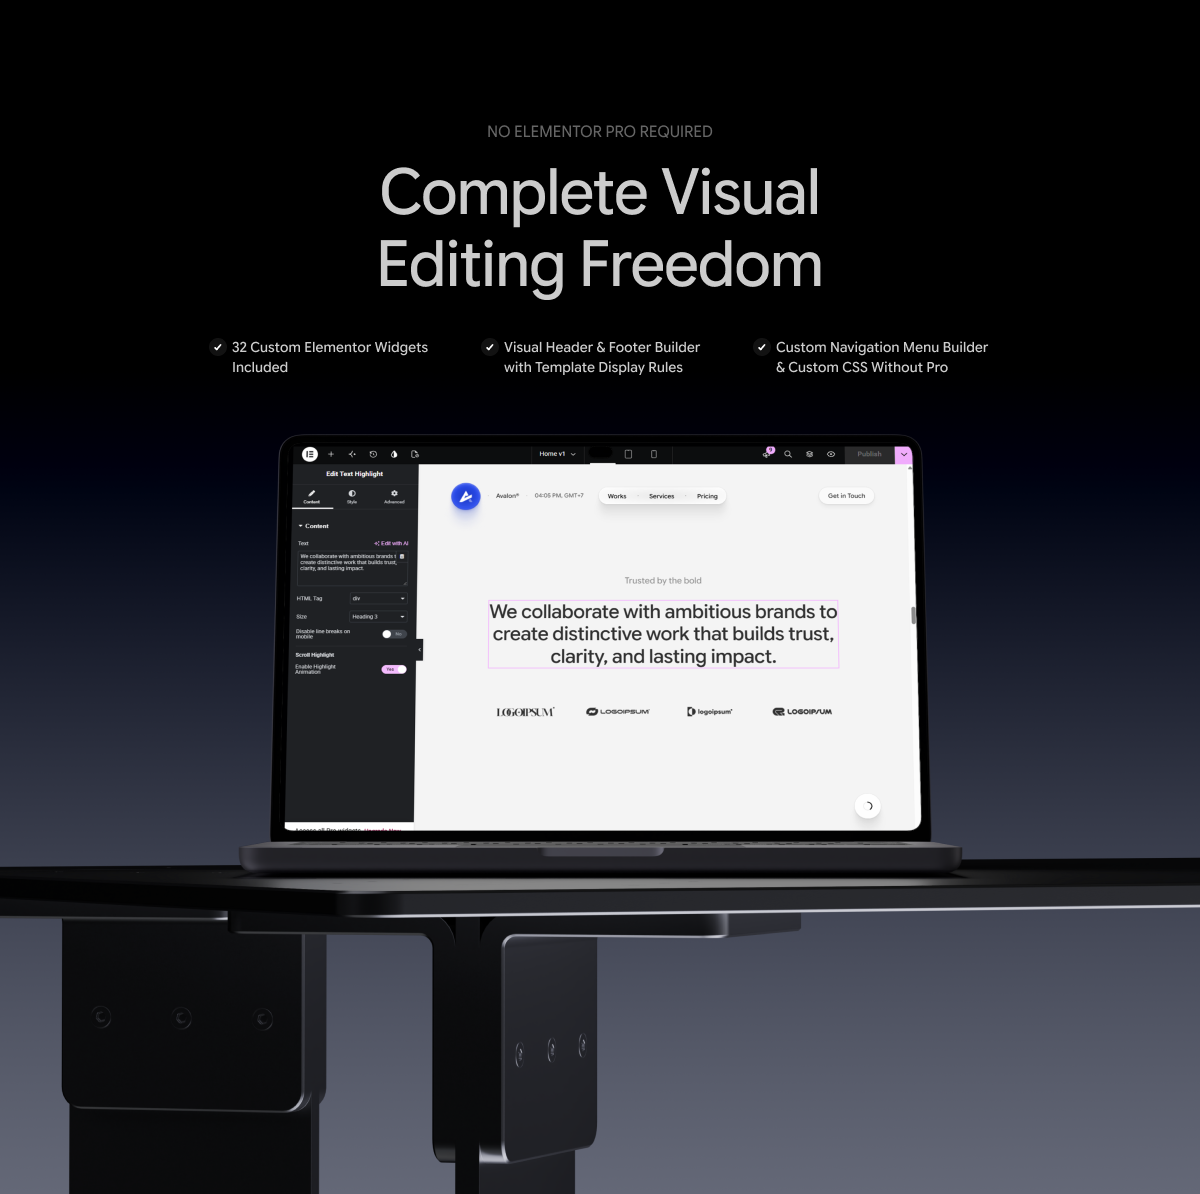 NO ELEMENTOR PRO REQUIRED
Complete Visual
Editing Freedom
32 Custom Elementor Widgets
Included
Visual Header & Footer Builder
with Template Display Rules
Custom Navigation Menu Builder
& Custom CSS Without Pro
Home v1
Publish
Edit Text Highlight
Content
Style
Advanced
Content
Text
Edit with AI
We collaborate with ambitious brands t
create distinctive work that builds trust,
clarity, and lasting impact.
HTML Tag
div
Size
Heading 3
Disable line breaks on
mobile
No
Scroll Highlight
Enable Highlight
Animation
Yes
Avalon®
04:05 PM, GMT+7
Works
Services
Pricing
Get in Touch
Trusted by the bold
We collaborate with ambitious brands to
create distinctive work that builds trust,
clarity, and lasting impact.
LOGOIPSUM
LOGOIPSUM
logoipsum
LOGOIPSUM